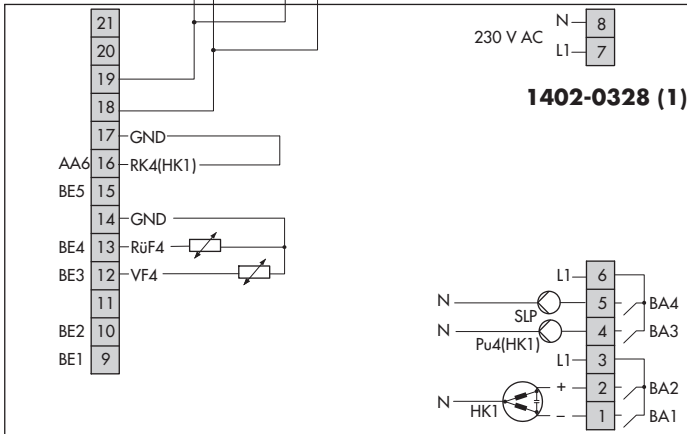 21
20
19
18
17 GND
AA6 16 RK4(HK1)
BE5 15
14 GND
BE4 13 RüF4
BE3 12 VF4
11
BE2 10
BE1 9
N 8
230 V AC
L1 7
1402-0328 (1)
L1 6
N SLP 5 BA4
N Pu4(HK1) 4 BA3
L1 3
+ 2 BA2
N HK1
– 1 BA1